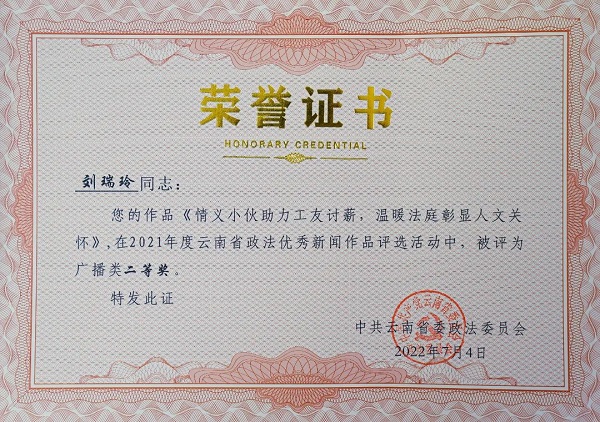 荣誉证书
HONORARY CREDENTIAL
刘瑞玲同志：
您的作品《情义小伙助力工友讨薪，温暖法庭彰显人文关
怀》,在2021年度云南省政法优秀新闻作品评选活动中，被评为
广播类二等奖。
特发此证
中共云南省委政法委员会
2022年7月4日